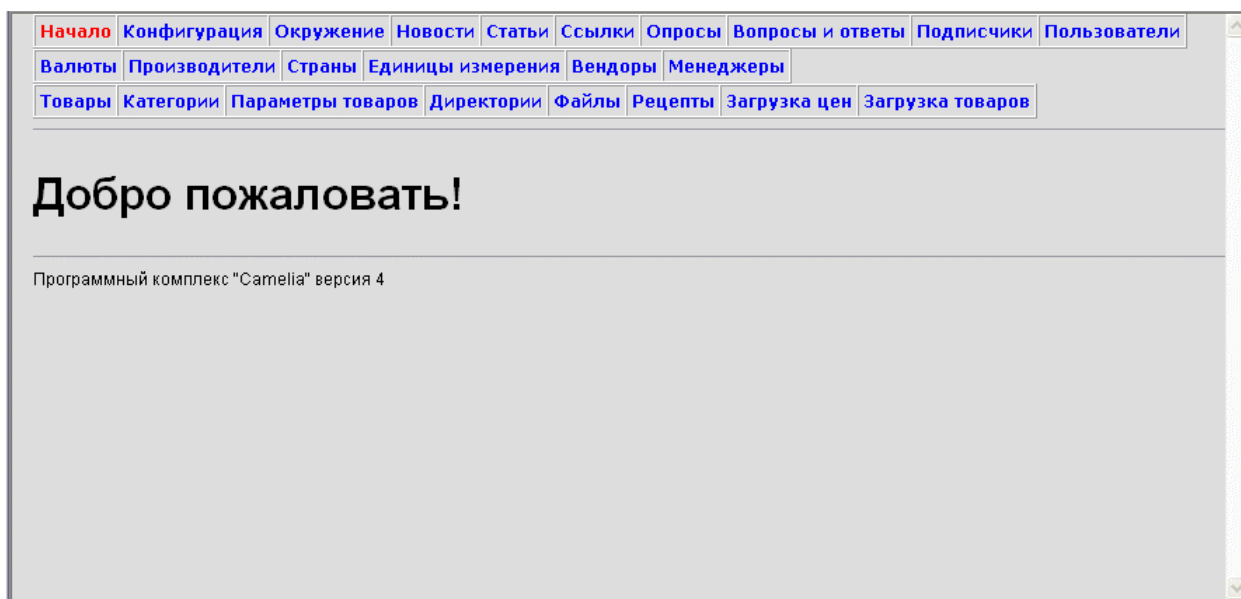 Начало Конфигурация Окружение Новости Статьи Ссылки Опросы Вопросы и ответы Подписчики Пользователи
Валюты Производители Страны Единицы измерения Вендоры Менеджеры
Товары Категории Параметры товаров Директории Файлы Рецепты Загрузка цен Загрузка товаров
Добро пожаловать!
Программный комплекс "Camelia" версия 4